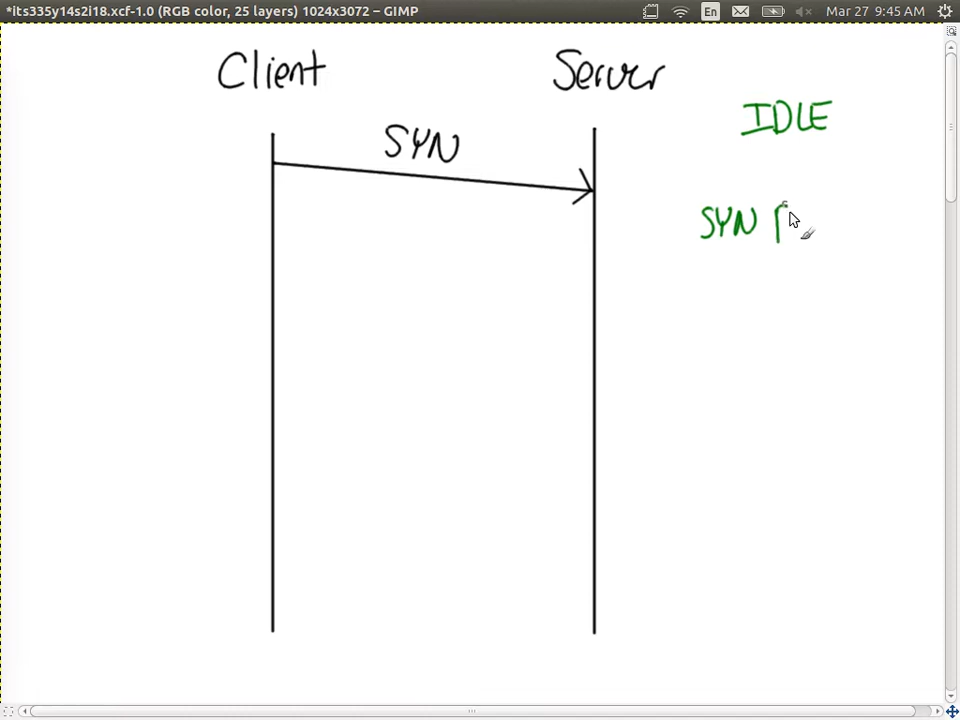 *its335y14s2i18.xcf-1.0 (RGB color, 25 layers) 1024x3072 – GIMP
En
Mar 27 9:45 AM
Client
Server
IDLE
SYN
SYN